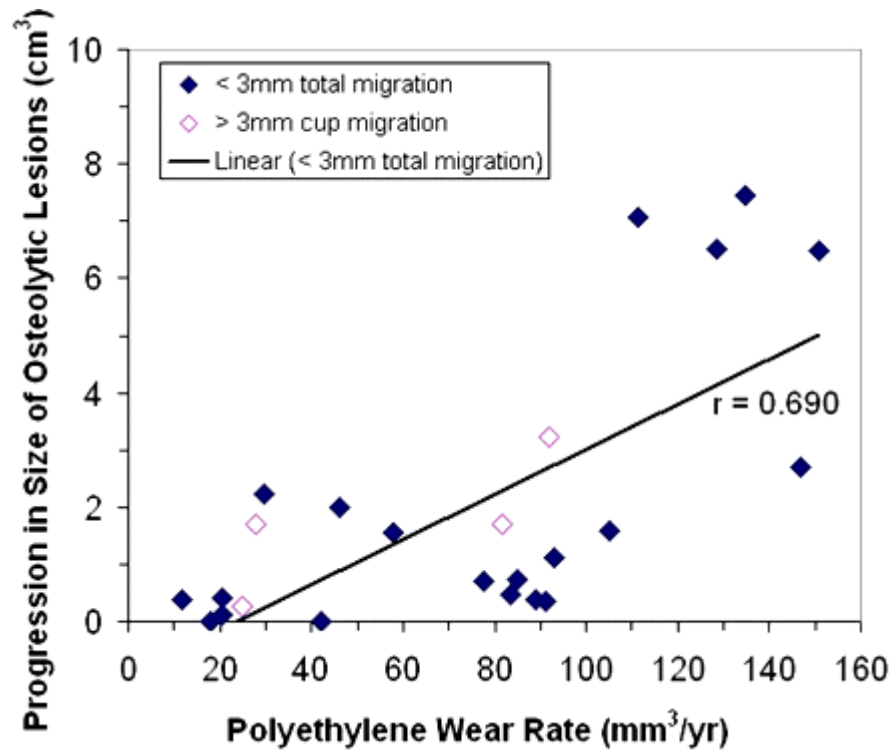 Progression in Size of Osteolytic Lesions (cm³)
10
8
6
4
2
0
< 3mm total migration
> 3mm cup migration
Linear (< 3mm total migration)
r = 0.690
0 20 40 60 80 100 120 140 160
Polyethylene Wear Rate (mm³/yr)